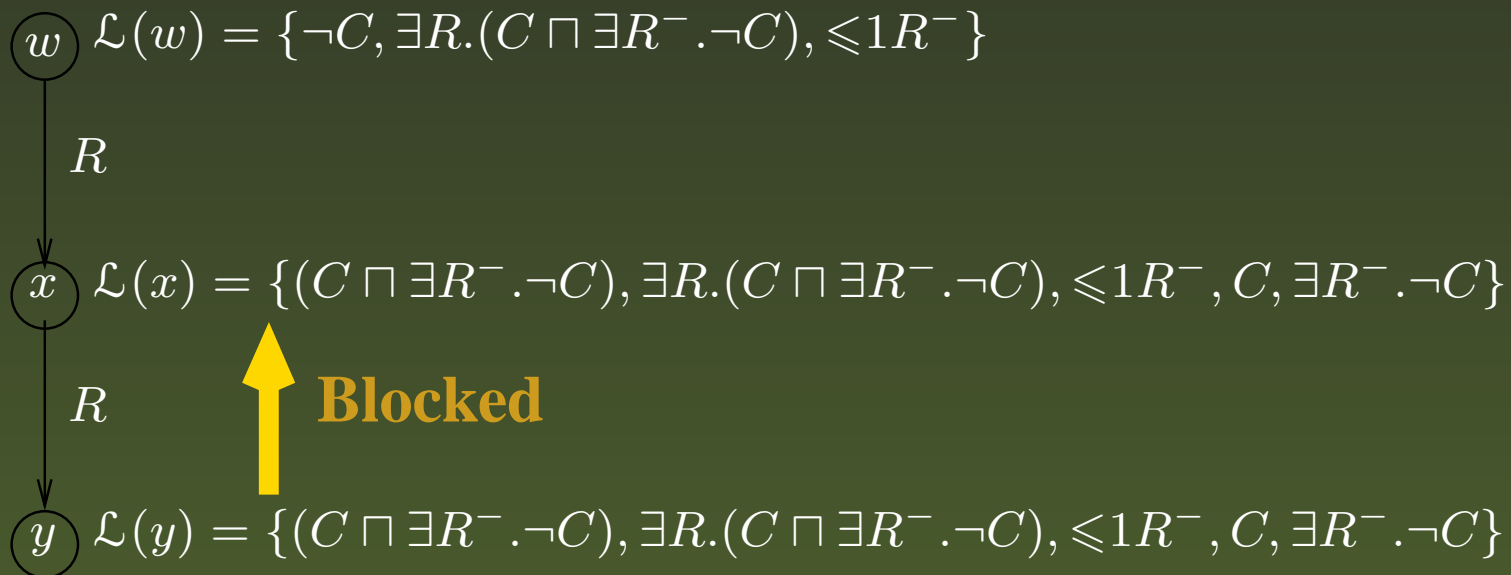 w ℒ(w) = {¬C, ∃R.(C ⊓ ∃R⁻.¬C), ⩽1R⁻}
R
x ℒ(x) = {(C ⊓ ∃R⁻.¬C), ∃R.(C ⊓ ∃R⁻.¬C), ⩽1R⁻, C, ∃R⁻.¬C}
R Blocked
y ℒ(y) = {(C ⊓ ∃R⁻.¬C), ∃R.(C ⊓ ∃R⁻.¬C), ⩽1R⁻, C, ∃R⁻.¬C}